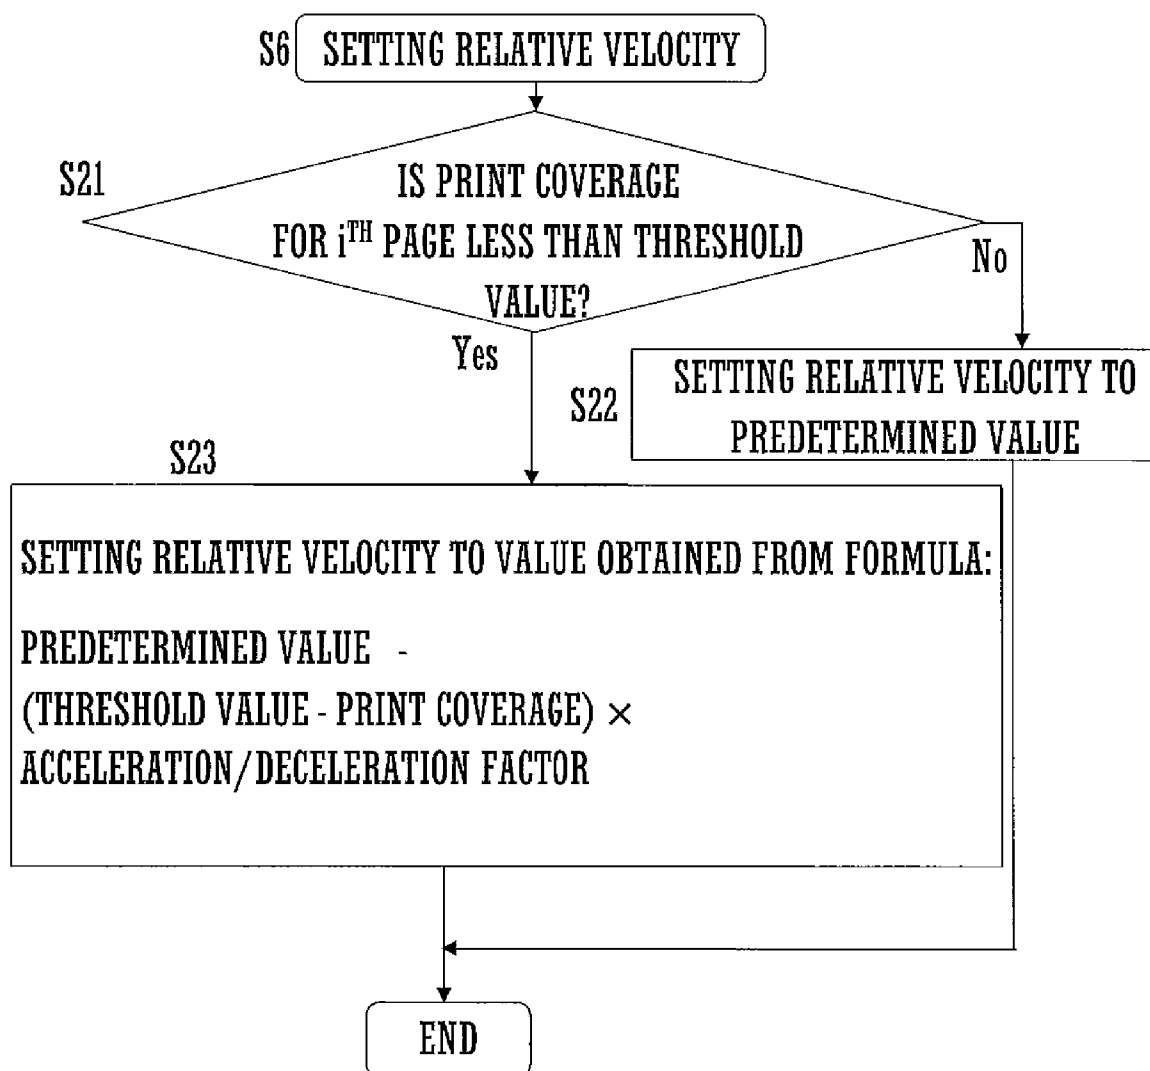 S6 SETTING RELATIVE VELOCITY
S21
IS PRINT COVERAGE
FOR iTH PAGE LESS THAN THRESHOLD
VALUE?
No
Yes
S22
SETTING RELATIVE VELOCITY TO
PREDETERMINED VALUE
S23
SETTING RELATIVE VELOCITY TO VALUE OBTAINED FROM FORMULA:
PREDETERMINED VALUE -
(THRESHOLD VALUE - PRINT COVERAGE) ×
ACCELERATION/DECELERATION FACTOR
END